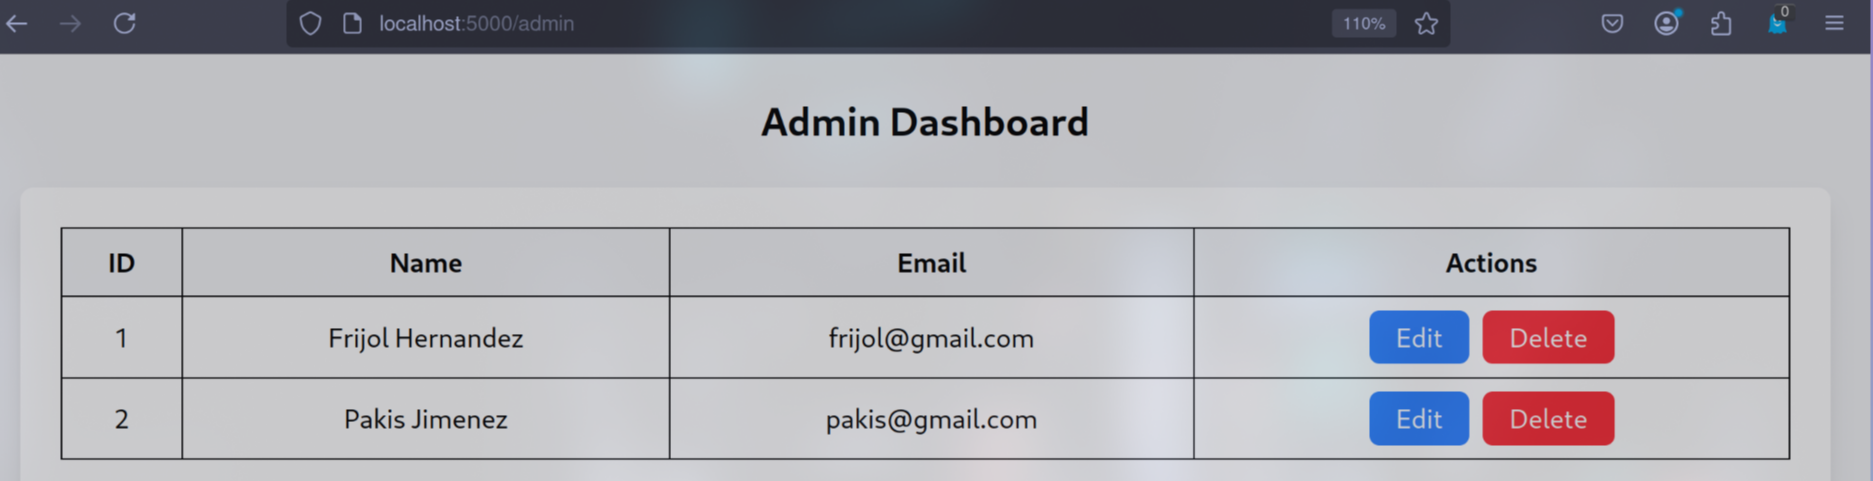 localhost:5000/admin 110% 0
Admin Dashboard
ID Name Email Actions
1 Frijol Hernandez frijol@gmail.com Edit Delete
2 Pakis Jimenez pakis@gmail.com Edit Delete